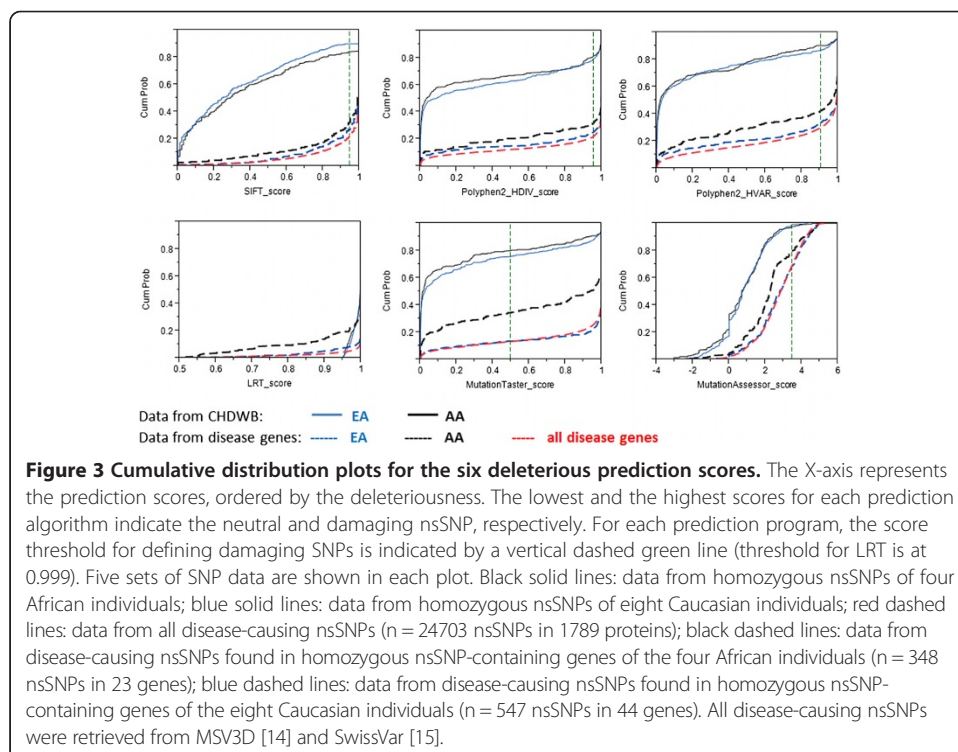 Cum Prob
0.8
0.6
0.4
0.2
0 0.2 0.4 0.6 0.8 1
SIFT_score
Cum Prob
0.8
0.6
0.4
0.2
0 0.2 0.4 0.6 0.8 1
Polyphen2_HDIV_score
Cum Prob
0.8
0.6
0.4
0.2
0 0.2 0.4 0.6 0.8 1
Polyphen2_HVAR_score
Cum Prob
0.8
0.6
0.4
0.2
0.5 0.6 0.7 0.8 0.9 1
LRT_score
Cum Prob
0.8
0.6
0.4
0.2
0 0.2 0.4 0.6 0.8 1
MutationTaster_score
Cum Prob
0.8
0.6
0.4
0.2
-4 -2 0 2 4 6
MutationAssessor_score
Data from CHDWB: EA AA
Data from disease genes: EA AA all disease genes
Figure 3 Cumulative distribution plots for the six deleterious prediction scores. The X-axis represents
the prediction scores, ordered by the deleteriousness. The lowest and the highest scores for each prediction
algorithm indicate the neutral and damaging nsSNP, respectively. For each prediction program, the score
threshold for defining damaging SNPs is indicated by a vertical dashed green line (threshold for LRT is at
0.999). Five sets of SNP data are shown in each plot. Black solid lines: data from homozygous nsSNPs of four
African individuals; blue solid lines: data from homozygous nsSNPs of eight Caucasian individuals; red dashed
lines: data from all disease-causing nsSNPs (n = 24703 nsSNPs in 1789 proteins); black dashed lines: data from
disease-causing nsSNPs found in homozygous nsSNP-containing genes of the four African individuals (n = 348
nsSNPs in 23 genes); blue dashed lines: data from disease-causing nsSNPs found in homozygous nsSNP-
containing genes of the eight Caucasian individuals (n = 547 nsSNPs in 44 genes). All disease-causing nsSNPs
were retrieved from MSV3D [14] and SwissVar [15].